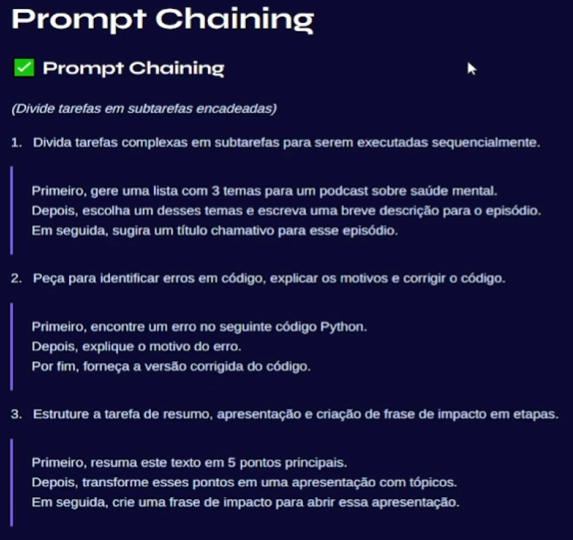 Prompt Chaining
✅ Prompt Chaining
(Divide tarefas em subtarefas encadeadas)
1. Divida tarefas complexas em subtarefas para serem executadas sequencialmente.
Primeiro, gere uma lista com 3 temas para um podcast sobre saúde mental.
Depois, escolha um desses temas e escreva uma breve descrição para o episódio.
Em seguida, sugira um título chamativo para esse episódio.
2. Peça para identificar erros em código, explicar os motivos e corrigir o código.
Primeiro, encontre um erro no seguinte código Python.
Depois, explique o motivo do erro.
Por fim, forneça a versão corrigida do código.
3. Estruture a tarefa de resumo, apresentação e criação de frase de impacto em etapas.
Primeiro, resuma este texto em 5 pontos principais.
Depois, transforme esses pontos em uma apresentação com tópicos.
Em seguida, crie uma frase de impacto para abrir essa apresentação.